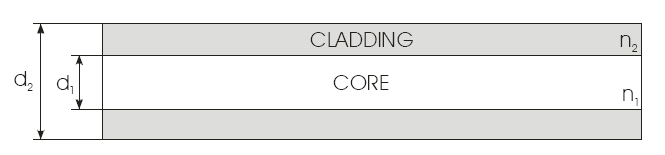 CLADDING n₂
d₂ d₁ CORE
n₁